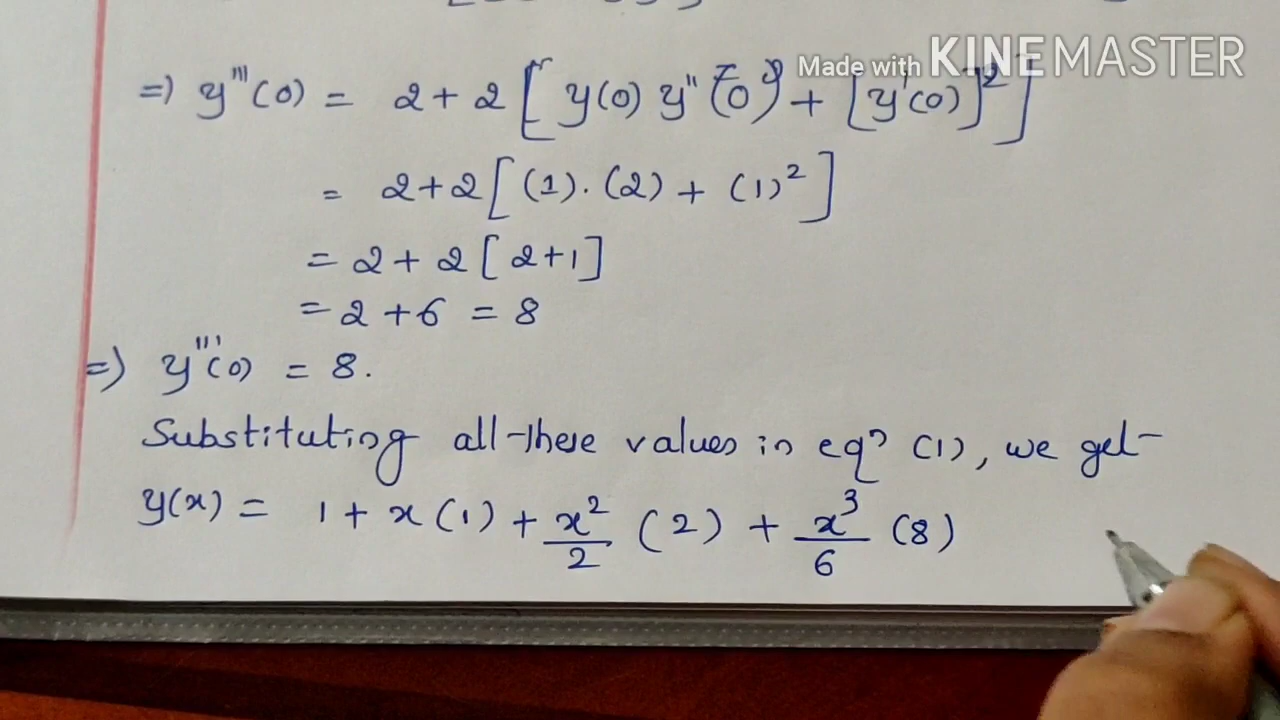 Made with KINEMASTER
=) y'''(0) = 2 + 2 [ y(0) y''(0) + [y'(0)]² ]
= 2+2 [ (1).(2) + (1)² ]
= 2 + 2 [ 2+1 ]
= 2 + 6 = 8
=) y'''(0) = 8.
Substituting all these values in eqn (1), we get
y(x) = 1 + x (1) + x²/2 (2) + x³/6 (8)